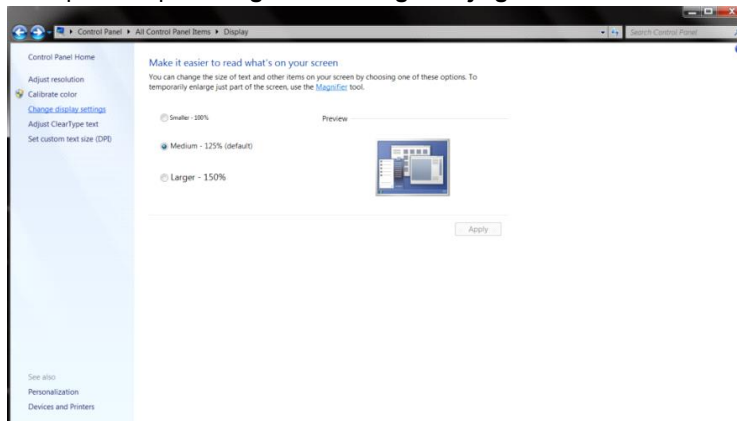 Control Panel ▸ All Control Panel Items ▸ Display
Search Control Panel
Control Panel Home
Adjust resolution
Calibrate color
Change display settings
Adjust ClearType text
Set custom text size (DPI)
Make it easier to read what's on your screen
You can change the size of text and other items on your screen by choosing one of these options. To
temporarily enlarge just part of the screen, use the Magnifier tool.
Smaller - 100%
Preview
Medium - 125% (default)
Larger - 150%
Apply
See also
Personalization
Devices and Printers